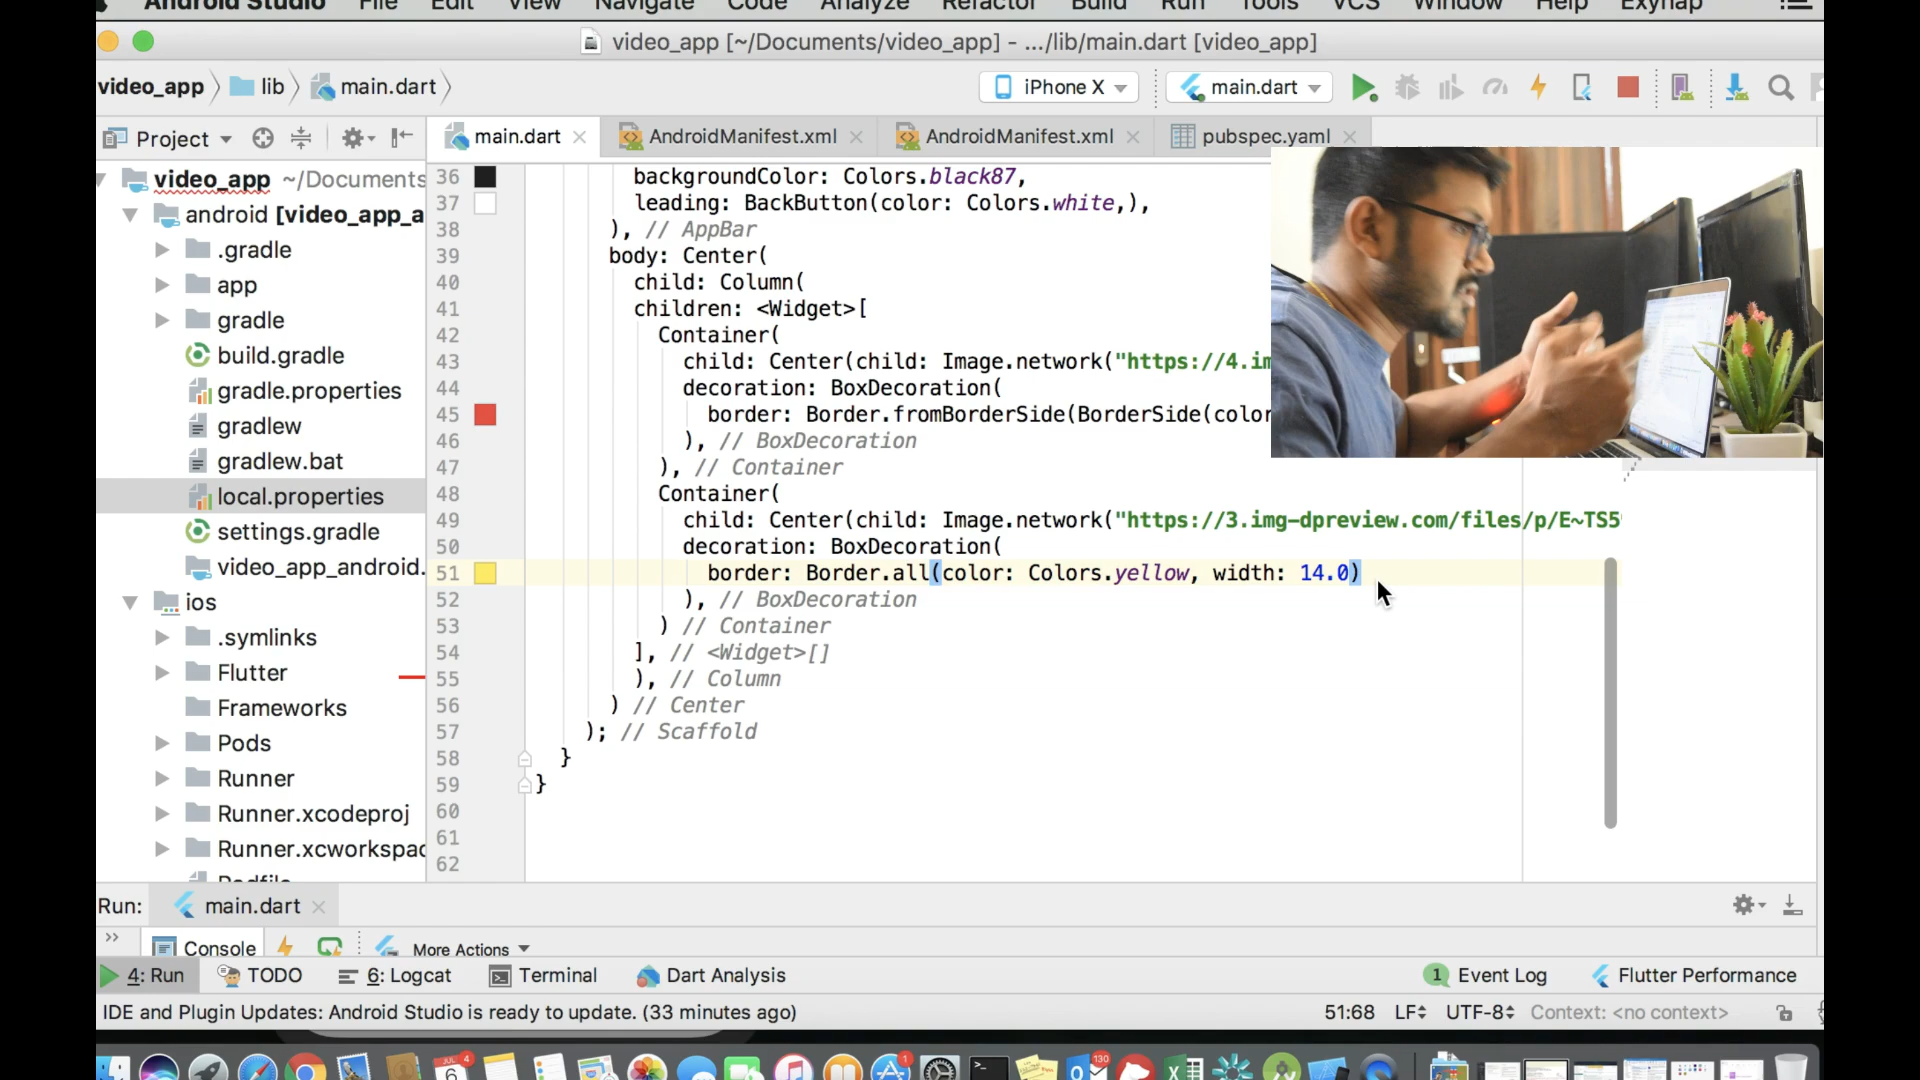 Android Studio File Edit View Navigate Code Analyze Refactor Build Run Tools VCS Window Help Exynap
video_app [~/Documents/video_app] - .../lib/main.dart [video_app]
video_app lib main.dart iPhone X main.dart
Project main.dart AndroidManifest.xml AndroidManifest.xml pubspec.yaml
video_app ~/Documents
android [video_app_a
.gradle
app
gradle
build.gradle
gradle.properties
gradlew
gradlew.bat
local.properties
settings.gradle
video_app_android.
ios
.symlinks
Flutter
Frameworks
Pods
Runner
Runner.xcodeproj
Runner.xcworkspac
Podfile
36 backgroundColor: Colors.black87,
37 leading: BackButton(color: Colors.white,),
38 ), // AppBar
39 body: Center(
40 child: Column(
41 children: <Widget>[
42 Container(
43 child: Center(child: Image.network("https://4.im
44 decoration: BoxDecoration(
45 border: Border.fromBorderSide(BorderSide(color
46 ), // BoxDecoration
47 ), // Container
48 Container(
49 child: Center(child: Image.network("https://3.img-dpreview.com/files/p/E~TS5
50 decoration: BoxDecoration(
51 border: Border.all(color: Colors.yellow, width: 14.0)
52 ), // BoxDecoration
53 ) // Container
54 ], // <Widget>[]
55 ), // Column
56 ) // Center
57 ); // Scaffold
58 }
59 }
60
61
62
Run: main.dart
Console More Actions
4: Run TODO 6: Logcat Terminal Dart Analysis 1 Event Log Flutter Performance
IDE and Plugin Updates: Android Studio is ready to update. (33 minutes ago) 51:68 LF UTF-8 Context: <no context>
JUL 4 6 1 130